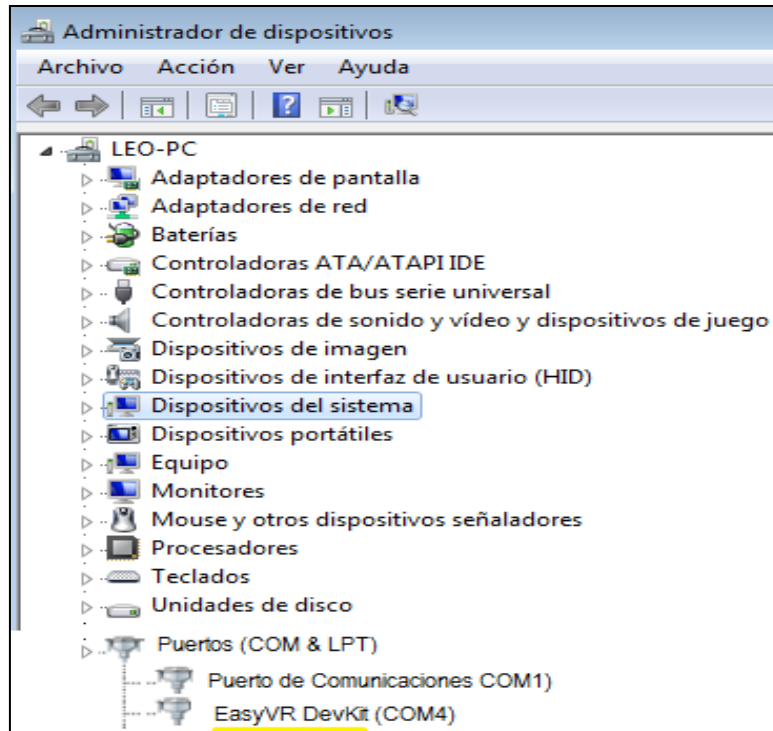 Administrador de dispositivos
Archivo Acción Ver Ayuda
LEO-PC
Adaptadores de pantalla
Adaptadores de red
Baterías
Controladoras ATA/ATAPI IDE
Controladoras de bus serie universal
Controladoras de sonido y vídeo y dispositivos de juego
Dispositivos de imagen
Dispositivos de interfaz de usuario (HID)
Dispositivos del sistema
Dispositivos portátiles
Equipo
Monitores
Mouse y otros dispositivos señaladores
Procesadores
Teclados
Unidades de disco
Puertos (COM & LPT)
Puerto de Comunicaciones COM1)
EasyVR DevKit (COM4)